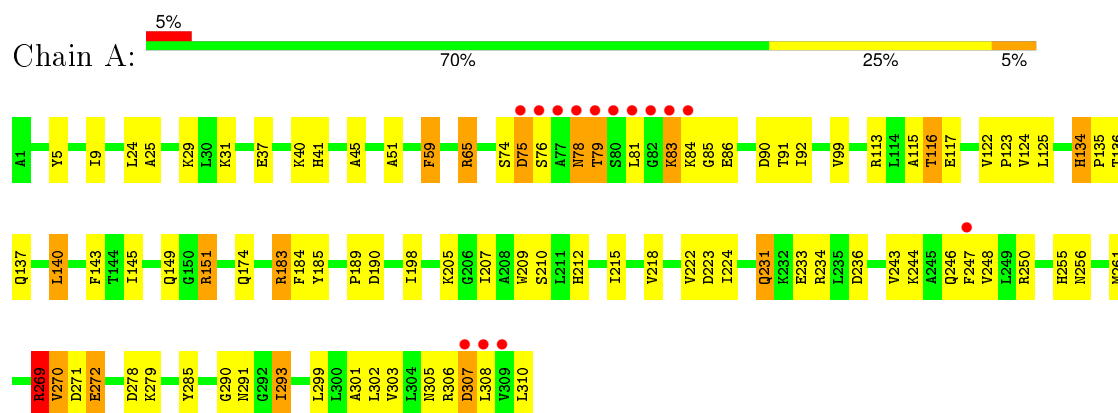 5%
Chain A:
70% 25% 5%
A1 Y5 I9 L24 A25 K29 L30 K31 E37 K40 H41 A45 A51 F59 R65 S74 D75 S76 A77 N78 T79 S80 L81 G82 K83 K84 G85 E86 D90 T91 I92 V99 R113 L114 A115 T116 E117 V122 P123 V124 L125 H134 P135 T136
Q137 L140 F143 T144 I145 Q149 G150 R151 Q174 R183 F184 Y185 P189 D190 I198 K205 G206 I207 A208 W209 S210 L211 H212 I215 V218 V222 D223 I224 Q231 K232 E233 R234 L235 D236 V243 K244 A245 Q246 F247 V248 L249 R250 H255 N256 M261
R269 V270 D271 E272 D278 K279 Y285 G290 N291 G292 I293 L299 L300 A301 L302 V303 L304 N305 R306 D307 L308 V309 L310